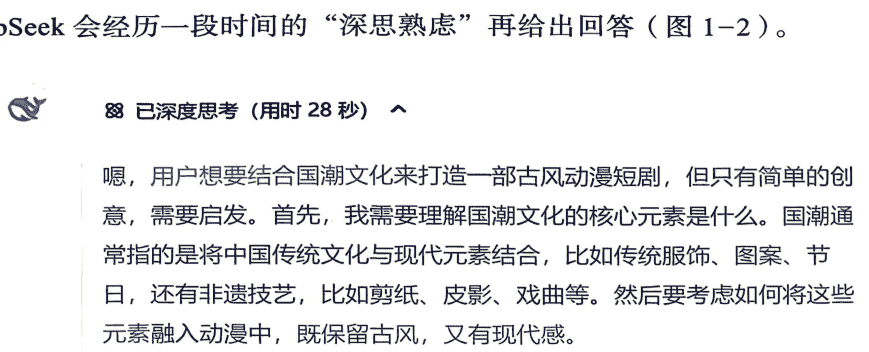 pSeek 会经历一段时间的“深思熟虑”再给出回答（图 1-2）。
已深度思考（用时 28 秒）
嗯，用户想要结合国潮文化来打造一部古风动漫短剧，但只有简单的创
意，需要启发。首先，我需要理解国潮文化的核心元素是什么。国潮通
常指的是将中国传统文化与现代元素结合，比如传统服饰、图案、节
日，还有非遗技艺，比如剪纸、皮影、戏曲等。然后要考虑如何将这些
元素融入动漫中，既保留古风，又有现代感。